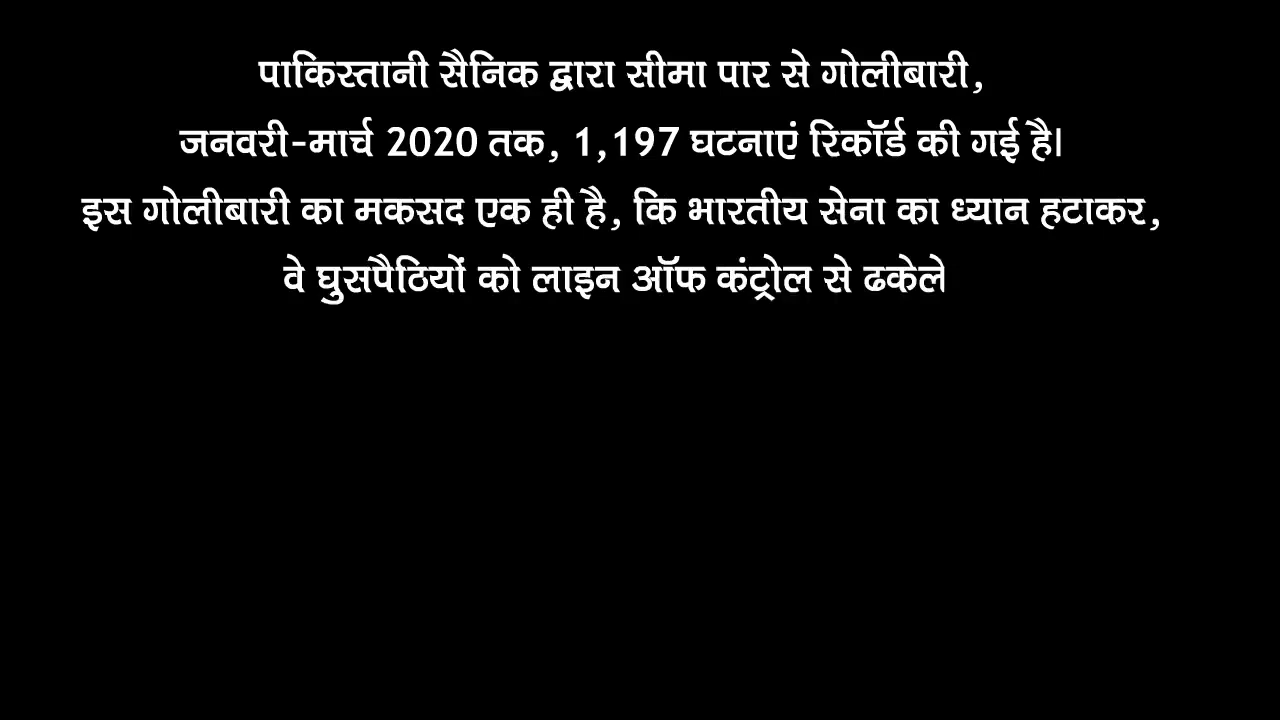 पाकिस्तानी सैनिक द्वारा सीमा पार से गोलीबारी,
जनवरी-मार्च 2020 तक, 1,197 घटनाएं रिकॉर्ड की गई है।
इस गोलीबारी का मकसद एक ही है, कि भारतीय सेना का ध्यान हटाकर,
वे घुसपैठियों को लाइन ऑफ कंट्रोल से ढकेले